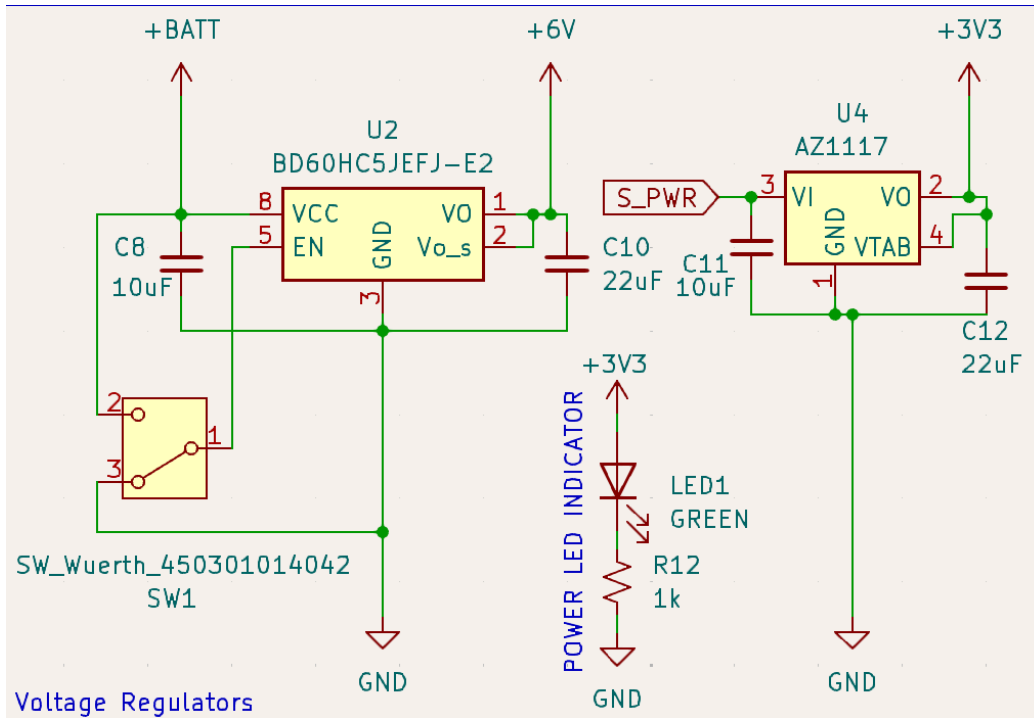 +BATT
+6V
+3V3
U2
BD60HC5JEFJ-E2
U4
AZ1117
8
VCC
VO
1
5
EN
Vo_s
2
GND
3
C8
10uF
C10
22uF
S_PWR
3
VI
VO
2
GND
VTAB
4
1
C11
10uF
C12
22uF
2
1
3
SW_Wuerth_450301014042
SW1
+3V3
POWER LED INDICATOR
LED1
GREEN
R12
1k
GND
GND
GND
Voltage Regulators